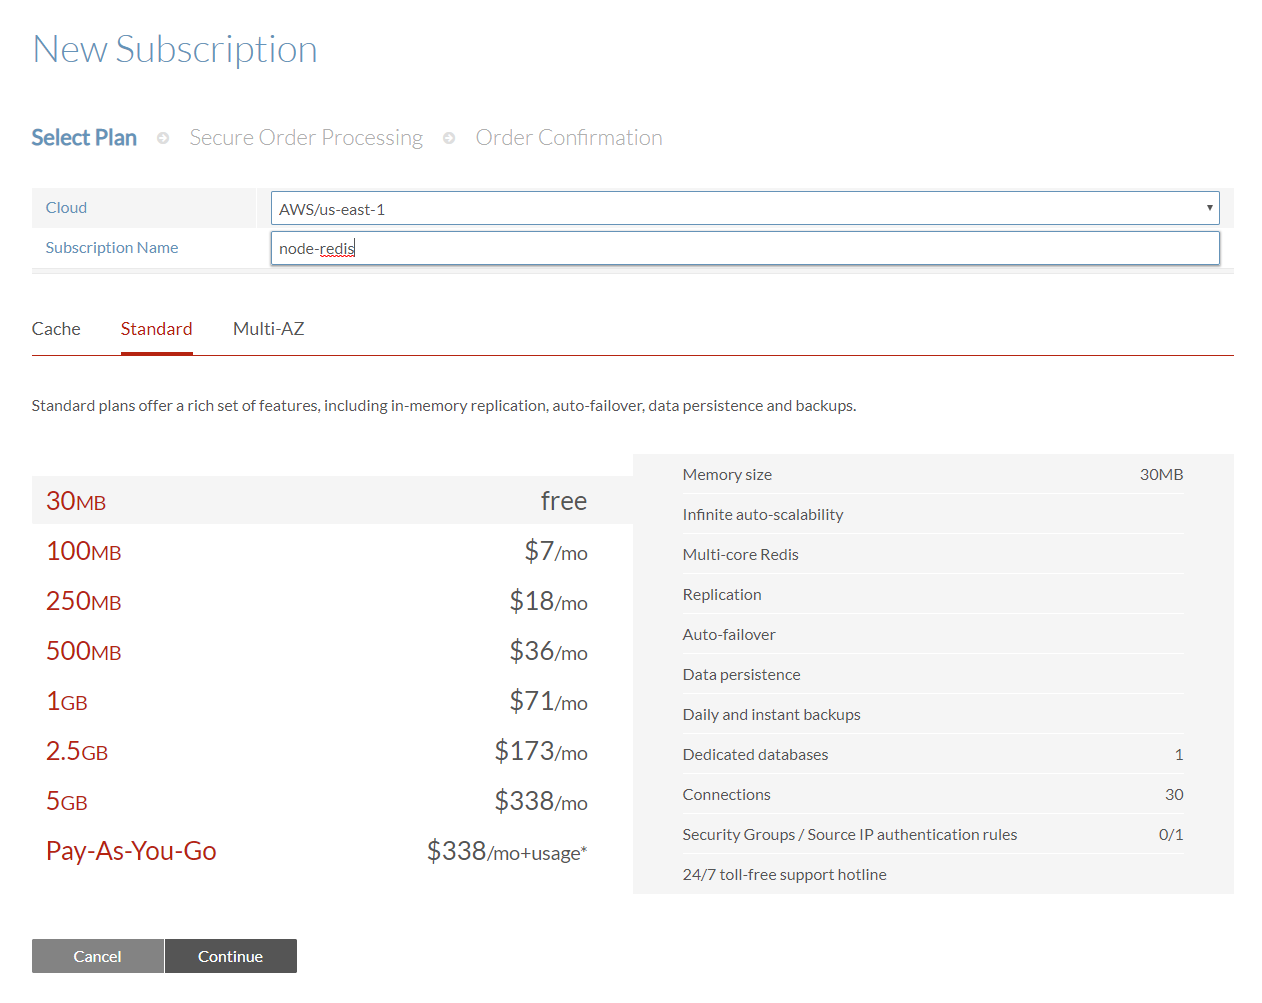 New Subscription
Select Plan Secure Order Processing Order Confirmation
Cloud AWS/us-east-1
Subscription Name node-redis
Cache Standard Multi-AZ
Standard plans offer a rich set of features, including in-memory replication, auto-failover, data persistence and backups.
30MB free
100MB $7/mo
250MB $18/mo
500MB $36/mo
1GB $71/mo
2.5GB $173/mo
5GB $338/mo
Pay-As-You-Go $338/mo+usage*
Memory size 30MB
Infinite auto-scalability
Multi-core Redis
Replication
Auto-failover
Data persistence
Daily and instant backups
Dedicated databases 1
Connections 30
Security Groups / Source IP authentication rules 0/1
24/7 toll-free support hotline
Cancel Continue